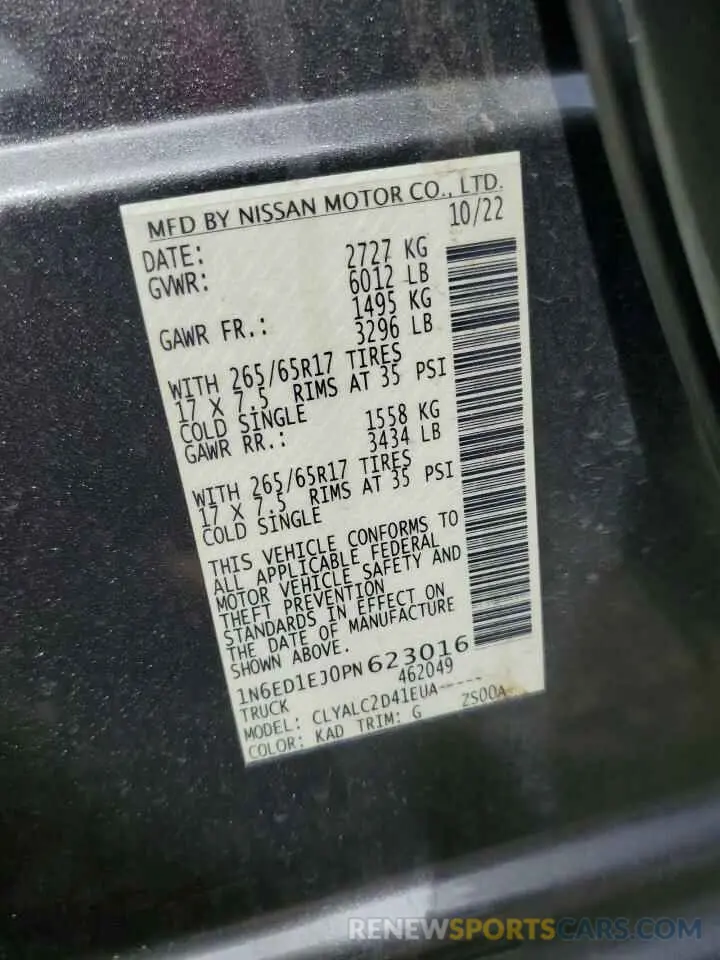 MFD BY NISSAN MOTOR CO., LTD.
DATE: 10/22
GVWR: 2727 KG
6012 LB
GAWR FR.: 1495 KG
3296 LB
WITH 265/65R17 TIRES
17 X 7.5 RIMS AT 35 PSI
COLD SINGLE
GAWR RR.: 1558 KG
3434 LB
WITH 265/65R17 TIRES
17 X 7.5 RIMS AT 35 PSI
COLD SINGLE
THIS VEHICLE CONFORMS TO
ALL APPLICABLE FEDERAL
MOTOR VEHICLE SAFETY AND
THEFT PREVENTION
STANDARDS IN EFFECT ON
THE DATE OF MANUFACTURE
SHOWN ABOVE.
1N6ED1EJ0PN623016
TRUCK 462049
MODEL: CLYALC2D41EUA-----
COLOR: KAD TRIM: G ZS00A
RENEWSPORTSCARS.COM